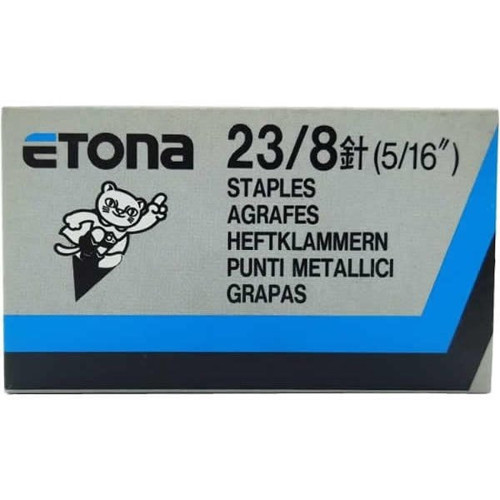 ETONA
23/8針(5/16″)
STAPLES
AGRAFES
HEFTKLAMMERN
PUNTI METALLICI
GRAPAS